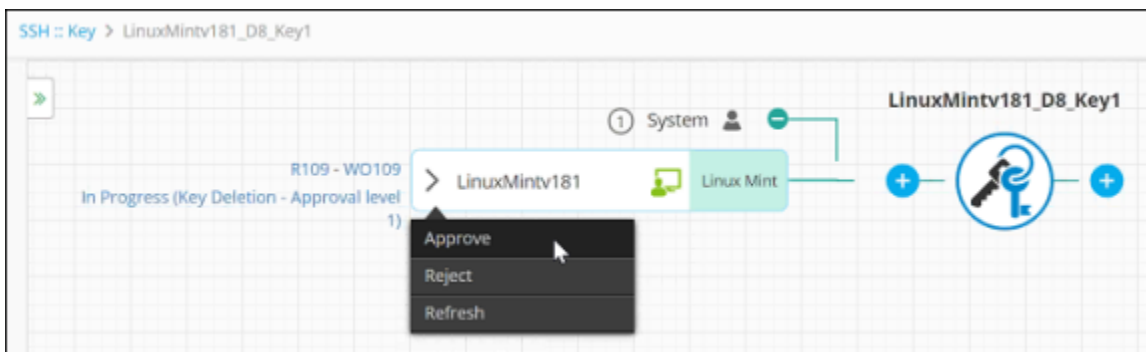 SSH :: Key > LinuxMintv181_D8_Key1
LinuxMintv181_D8_Key1
1 System
R109 - WO109
In Progress (Key Deletion - Approval level
1)
LinuxMintv181
Linux Mint
Approve
Reject
Refresh